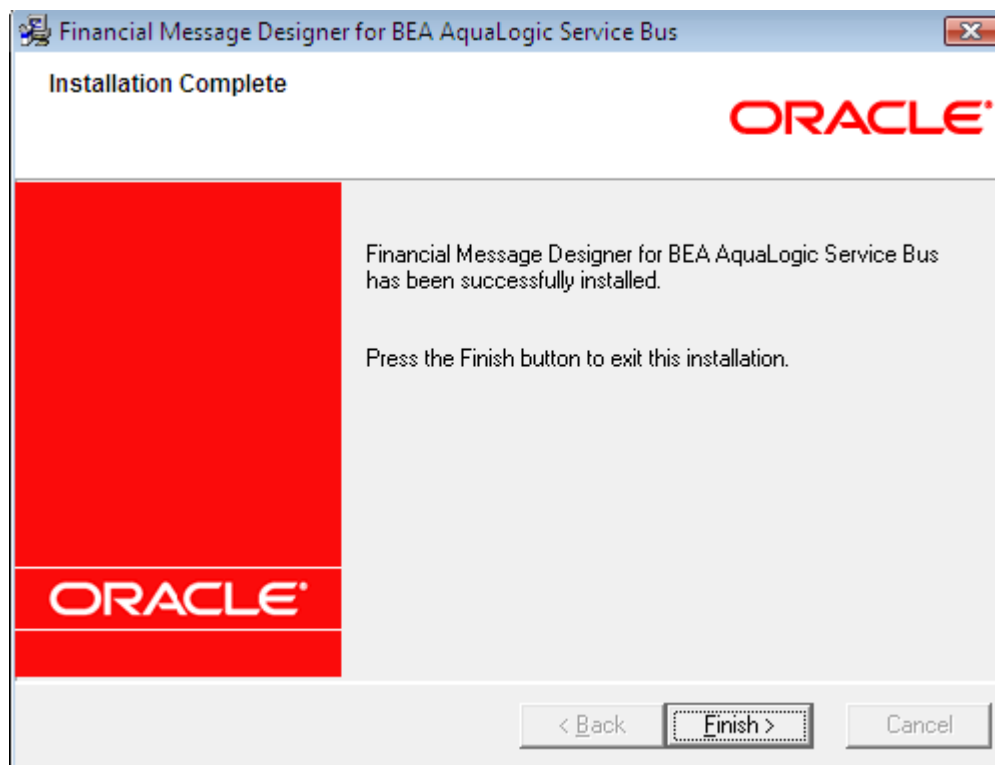 Financial Message Designer for BEA AquaLogic Service Bus
Installation Complete
ORACLE
Financial Message Designer for BEA AquaLogic Service Bus
has been successfully installed.
Press the Finish button to exit this installation.
ORACLE
< Back
Finish >
Cancel